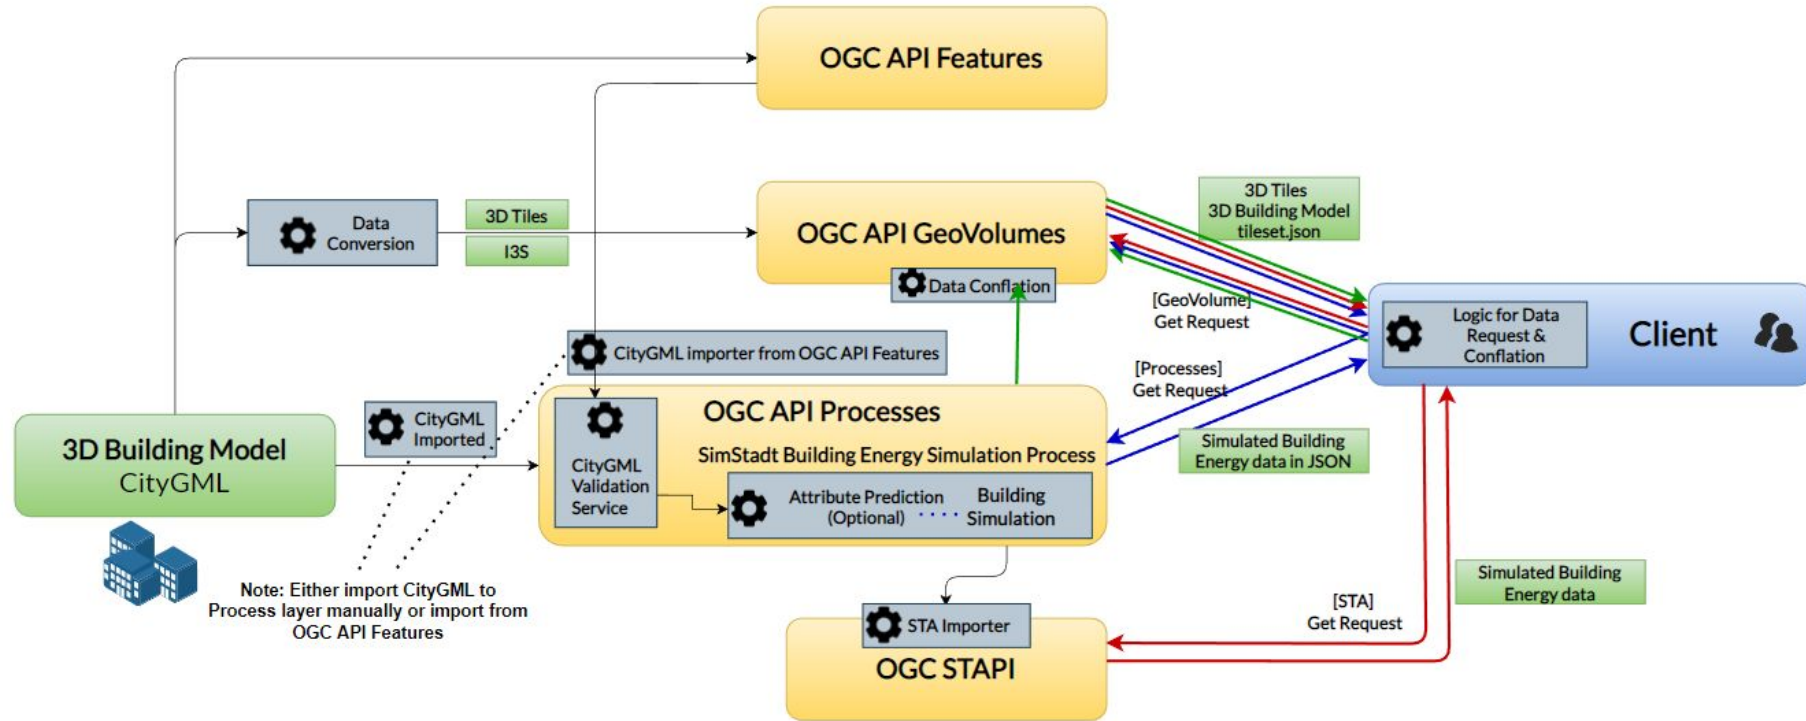 OGC API Features
3D Tiles
I3S
Data
Conversion
OGC API GeoVolumes
Data Conflation
3D Tiles
3D Building Model
tileset.json
[GeoVolume]
Get Request
Logic for Data
Request &
Conflation
Client
CityGML importer from OGC API Features
[Processes]
Get Request
CityGML
Imported
3D Building Model
CityGML
OGC API Processes
SimStadt Building Energy Simulation Process
CityGML
Validation
Service
Attribute Prediction
(Optional)
Building
Simulation
Simulated Building
Energy data in JSON
Note: Either import CityGML to
Process layer manually or import from
OGC API Features
STA Importer
OGC STAPI
[STA]
Get Request
Simulated Building
Energy data